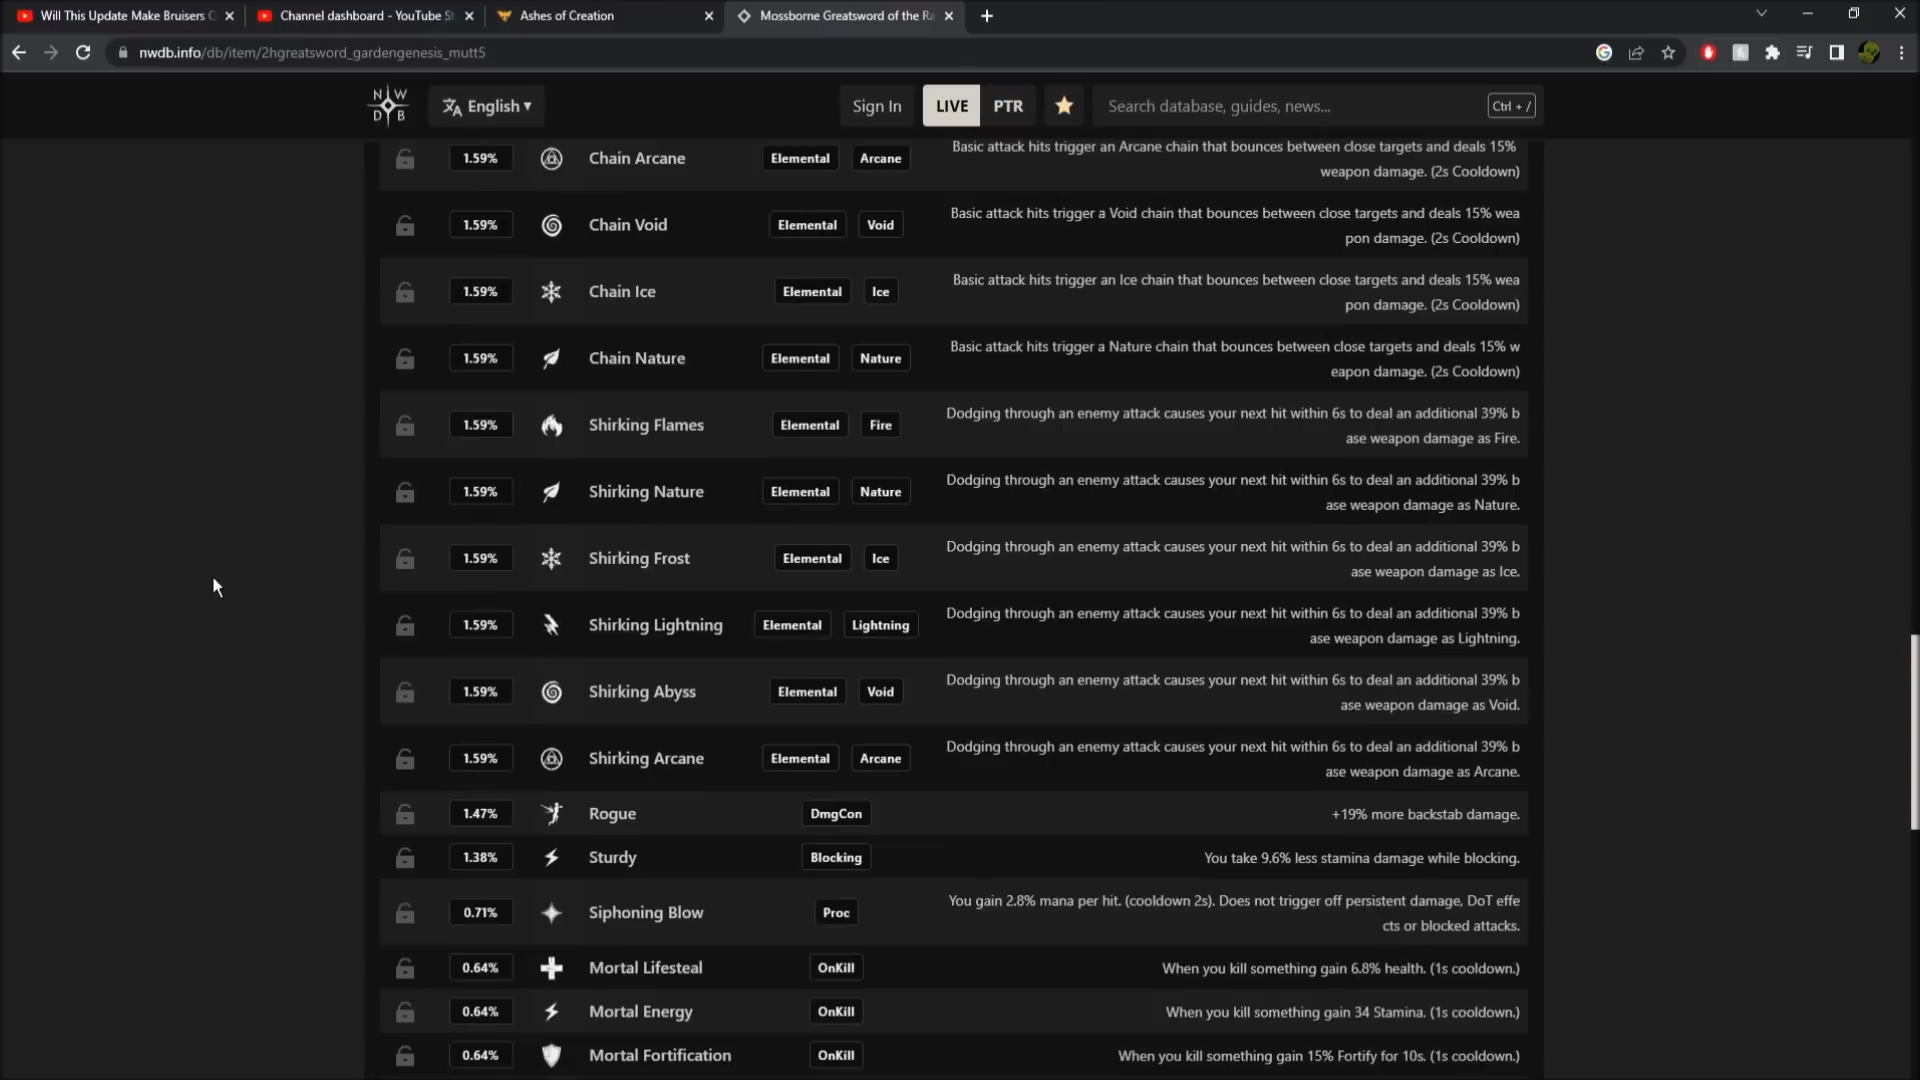 Will This Update Make Bruisers C
Channel dashboard - YouTube St
Ashes of Creation
Mossborne Greatsword of the Ra
nwdb.info/db/item/2hgreatsword_gardengenesis_mutt5
N W D B
English
Sign In
LIVE
PTR
Search database, guides, news...
Ctrl + /
1.59% Chain Arcane Elemental Arcane Basic attack hits trigger an Arcane chain that bounces between close targets and deals 15%
weapon damage. (2s Cooldown)
1.59% Chain Void Elemental Void Basic attack hits trigger a Void chain that bounces between close targets and deals 15% wea
pon damage. (2s Cooldown)
1.59% Chain Ice Elemental Ice Basic attack hits trigger an Ice chain that bounces between close targets and deals 15% wea
pon damage. (2s Cooldown)
1.59% Chain Nature Elemental Nature Basic attack hits trigger a Nature chain that bounces between close targets and deals 15% w
eapon damage. (2s Cooldown)
1.59% Shirking Flames Elemental Fire Dodging through an enemy attack causes your next hit within 6s to deal an additional 39% b
ase weapon damage as Fire.
1.59% Shirking Nature Elemental Nature Dodging through an enemy attack causes your next hit within 6s to deal an additional 39% b
ase weapon damage as Nature.
1.59% Shirking Frost Elemental Ice Dodging through an enemy attack causes your next hit within 6s to deal an additional 39% b
ase weapon damage as Ice.
1.59% Shirking Lightning Elemental Lightning Dodging through an enemy attack causes your next hit within 6s to deal an additional 39% b
ase weapon damage as Lightning.
1.59% Shirking Abyss Elemental Void Dodging through an enemy attack causes your next hit within 6s to deal an additional 39% b
ase weapon damage as Void.
1.59% Shirking Arcane Elemental Arcane Dodging through an enemy attack causes your next hit within 6s to deal an additional 39% b
ase weapon damage as Arcane.
1.47% Rogue DmgCon +19% more backstab damage.
1.38% Sturdy Blocking You take 9.6% less stamina damage while blocking.
0.71% Siphoning Blow Proc You gain 2.8% mana per hit. (cooldown 2s). Does not trigger off persistent damage, DoT effe
cts or blocked attacks.
0.64% Mortal Lifesteal OnKill When you kill something gain 6.8% health. (1s cooldown.)
0.64% Mortal Energy OnKill When you kill something gain 34 Stamina. (1s cooldown.)
0.64% Mortal Fortification OnKill When you kill something gain 15% Fortify for 10s. (1s cooldown.)